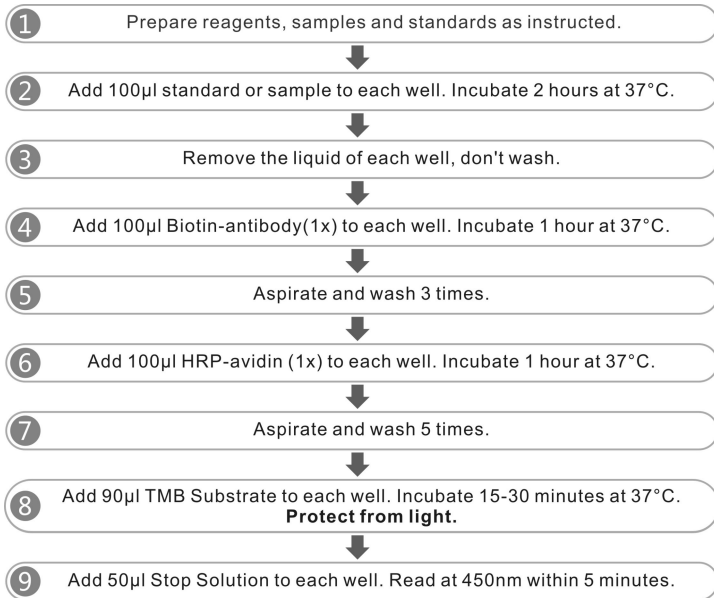 1 Prepare reagents, samples and standards as instructed.
2 Add 100μl standard or sample to each well. Incubate 2 hours at 37°C.
3 Remove the liquid of each well, don't wash.
4 Add 100μl Biotin-antibody(1x) to each well. Incubate 1 hour at 37°C.
5 Aspirate and wash 3 times.
6 Add 100μl HRP-avidin (1x) to each well. Incubate 1 hour at 37°C.
7 Aspirate and wash 5 times.
8 Add 90μl TMB Substrate to each well. Incubate 15-30 minutes at 37°C.
Protect from light.
9 Add 50μl Stop Solution to each well. Read at 450nm within 5 minutes.